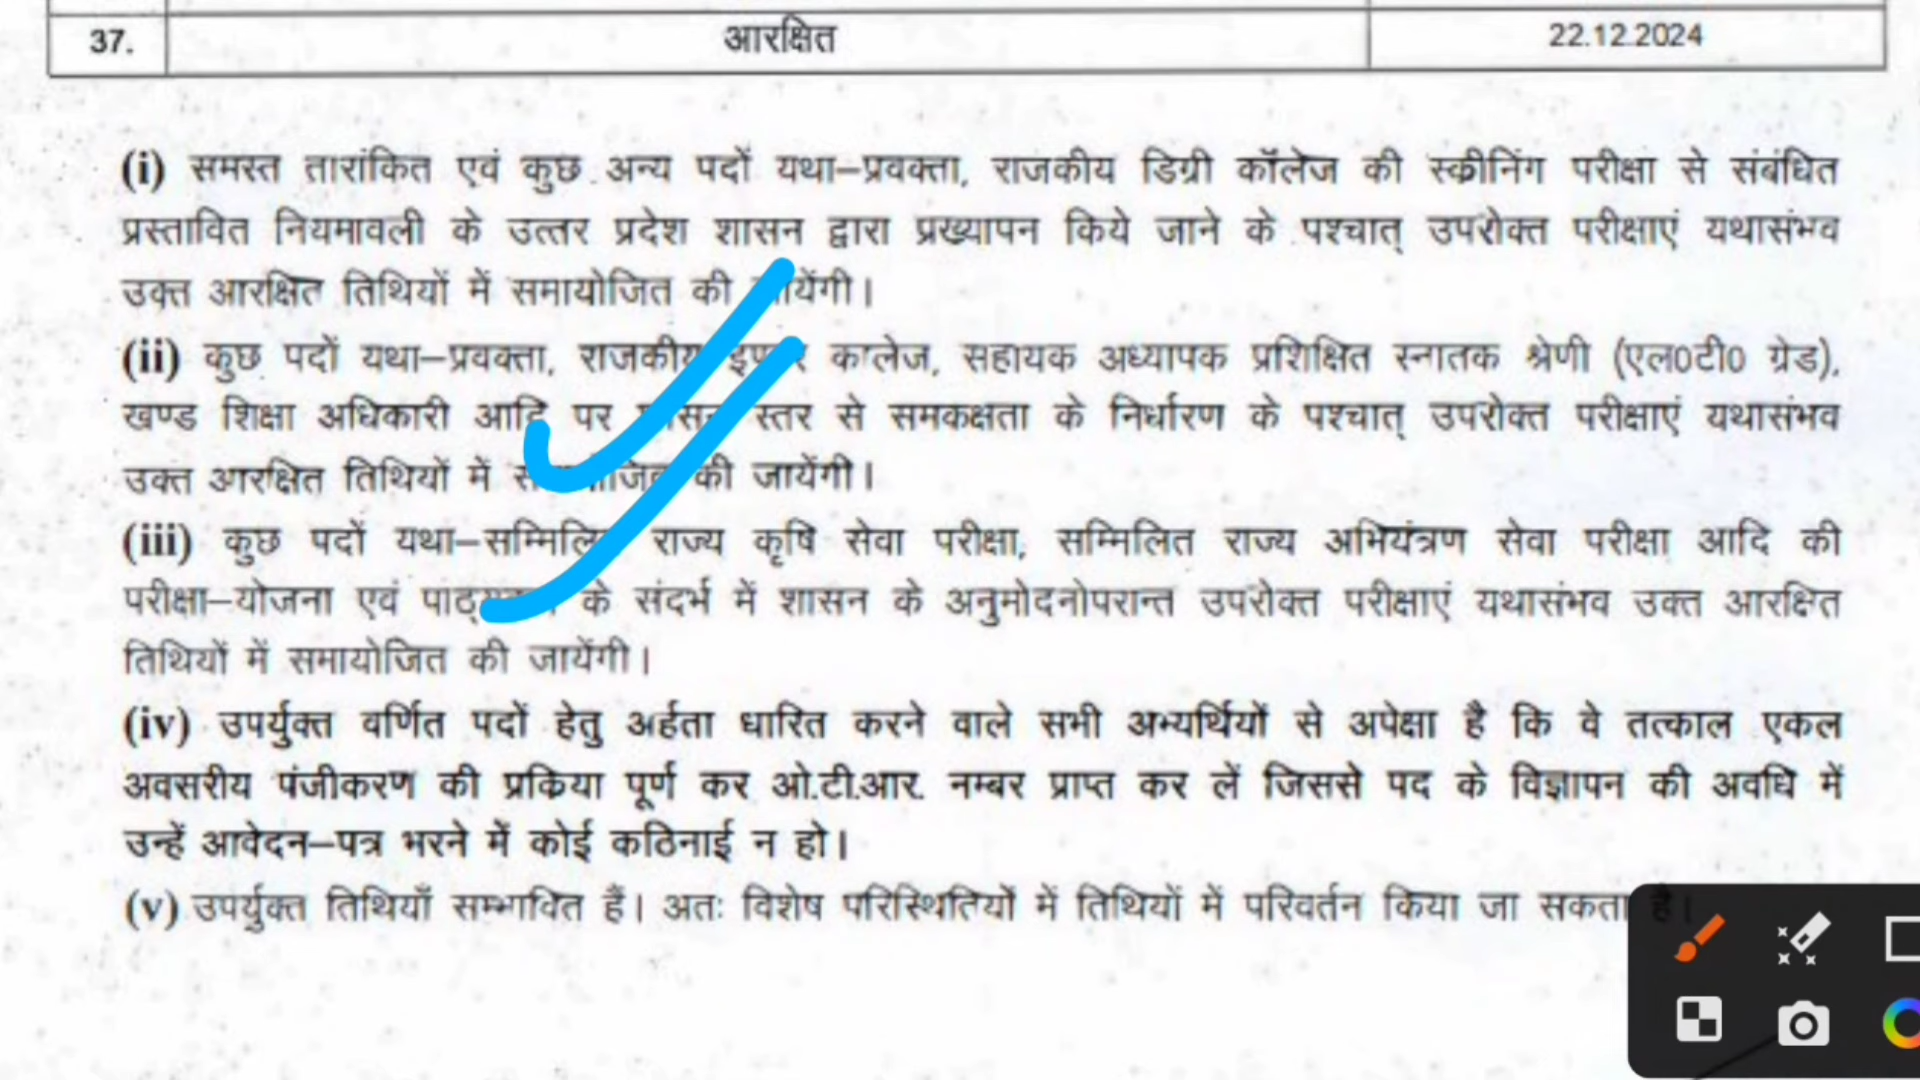 37. आरक्षित 22.12.2024
(i) समस्त तारांकित एवं कुछ अन्य पदों यथा–प्रवक्ता, राजकीय डिग्री कॉलेज की स्क्रीनिंग परीक्षा से संबंधित
प्रस्तावित नियमावली के उत्तर प्रदेश शासन द्वारा प्रख्यापन किये जाने के पश्चात् उपरोक्त परीक्षाएं यथासंभव
उक्त आरक्षित तिथियों में समायोजित की
(ii) कुछ पदों यथा–प्रवक्ता, राजकीय कालेज, सहायक अध्यापक प्रशिक्षित स्नातक श्रेणी (एल0टी0 ग्रेड),
खण्ड शिक्षा अधिकारी आदि पर स्तर से समकक्षता के निर्धारण के पश्चात् उपरोक्त परीक्षाएं यथासंभव
उक्त आरक्षित तिथियों में की जायेंगी।
(iii) कुछ पदों यथा–सम्मिलित राज्य कृषि सेवा परीक्षा, सम्मिलित राज्य अभियंत्रण सेवा परीक्षा आदि की
परीक्षा–योजना एवं के संदर्भ में शासन के अनुमोदनोपरान्त उपरोक्त परीक्षाएं यथासंभव उक्त आरक्षित
तिथियों में समायोजित की जायेंगी।
(iv) उपर्युक्त वर्णित पदों हेतु अर्हता धारित करने वाले सभी अभ्यर्थियों से अपेक्षा है कि वे तत्काल एकल
अवसरीय पंजीकरण की प्रक्रिया पूर्ण कर ओ.टी.आर. नम्बर प्राप्त कर लें जिससे पद के विज्ञापन की अवधि में
उन्हें आवेदन–पत्र भरने में कोई कठिनाई न हो।
(v) उपर्युक्त तिथियाँ सम्भावित हैं। अतः विशेष परिस्थितियों में तिथियों में परिवर्तन किया जा सकता है।